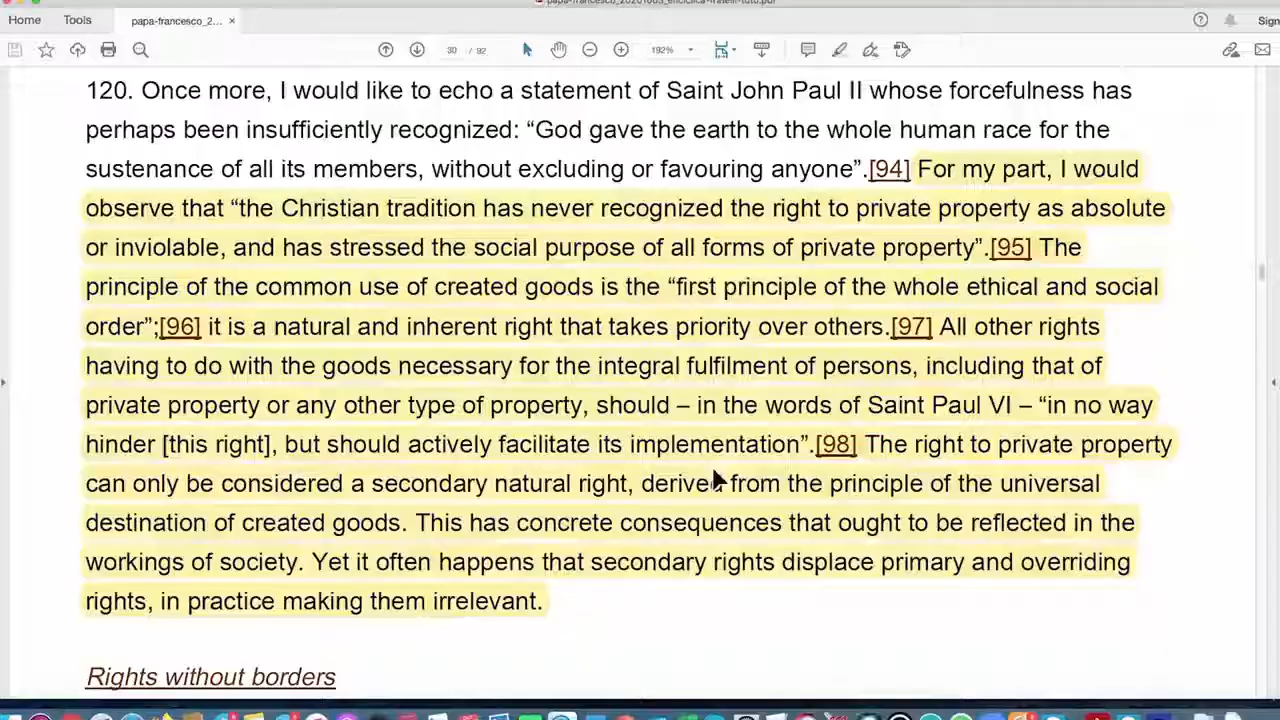 papa-francesco_20201003_enciclica-fratelli-tutti.pdf
Home Tools papa-francesco_2... × Sign
30 / 92 192%
120. Once more, I would like to echo a statement of Saint John Paul II whose forcefulness has
perhaps been insufficiently recognized: “God gave the earth to the whole human race for the
sustenance of all its members, without excluding or favouring anyone”.[94] For my part, I would
observe that “the Christian tradition has never recognized the right to private property as absolute
or inviolable, and has stressed the social purpose of all forms of private property”.[95] The
principle of the common use of created goods is the “first principle of the whole ethical and social
order”;[96] it is a natural and inherent right that takes priority over others.[97] All other rights
having to do with the goods necessary for the integral fulfilment of persons, including that of
private property or any other type of property, should – in the words of Saint Paul VI – “in no way
hinder [this right], but should actively facilitate its implementation”.[98] The right to private property
can only be considered a secondary natural right, derived from the principle of the universal
destination of created goods. This has concrete consequences that ought to be reflected in the
workings of society. Yet it often happens that secondary rights displace primary and overriding
rights, in practice making them irrelevant.
Rights without borders